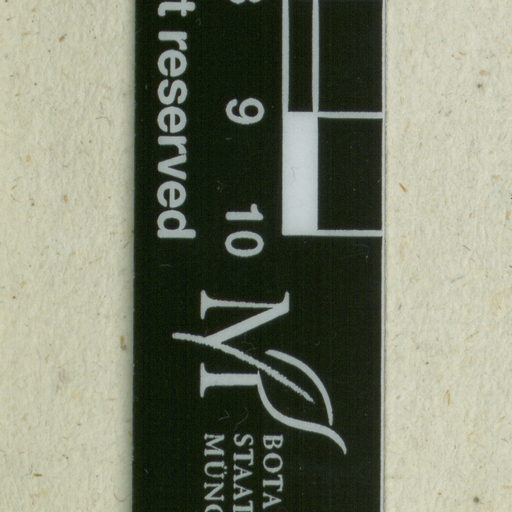 t reserved
9
10
M
BOTA
STAAT
MÜNC